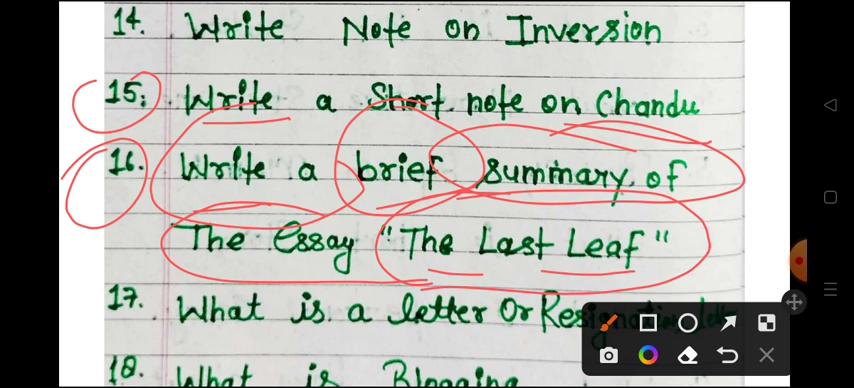 14. Write Note on Inversion
15. Write a Short note on Chandu
16. Write a brief summary of
The Essay "The Last Leaf"
17. What is a letter Or
18. What is Blogging